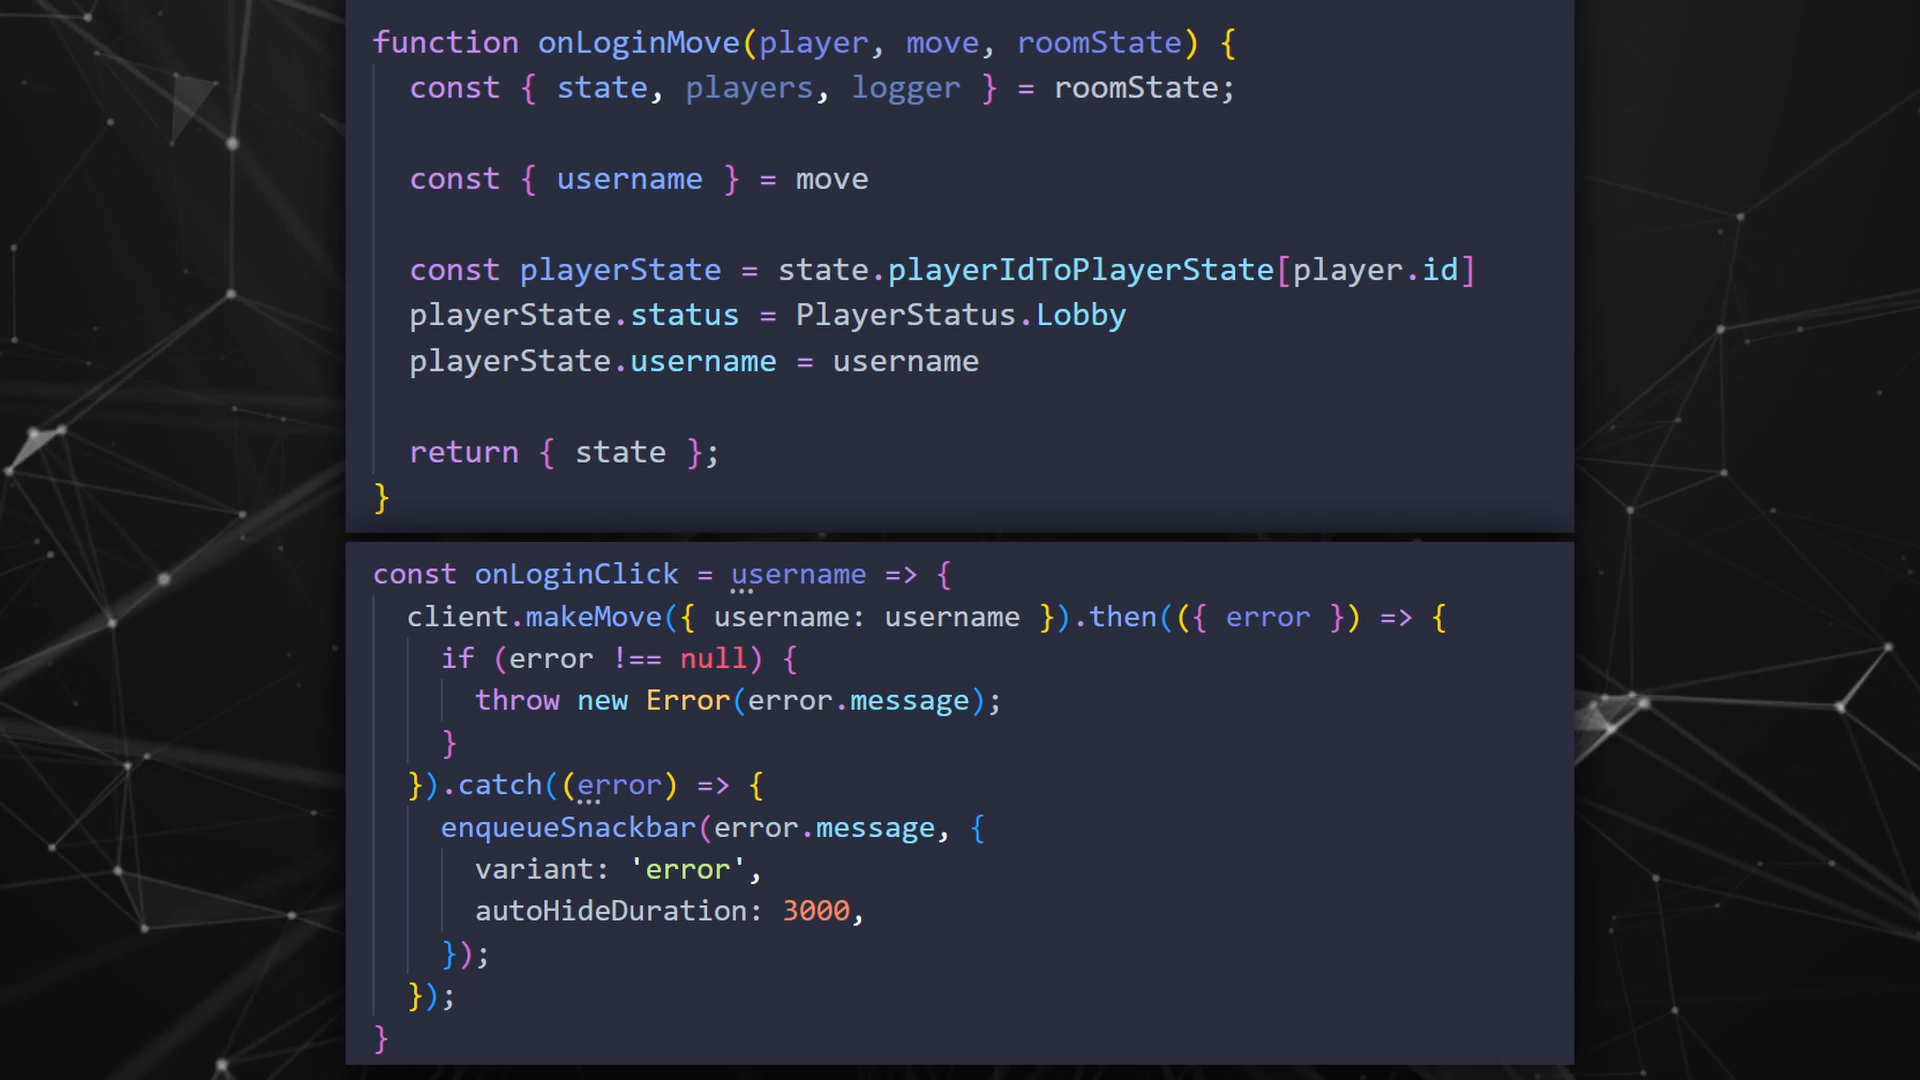 function onLoginMove(player, move, roomState) {
const { state, players, logger } = roomState;
const { username } = move
const playerState = state.playerIdToPlayerState[player.id]
playerState.status = PlayerStatus.Lobby
playerState.username = username
return { state };
}
const onLoginClick = username => {
client.makeMove({ username: username }).then(({ error }) => {
if (error !== null) {
throw new Error(error.message);
}
}).catch((error) => {
enqueueSnackbar(error.message, {
variant: 'error',
autoHideDuration: 3000,
});
});
}